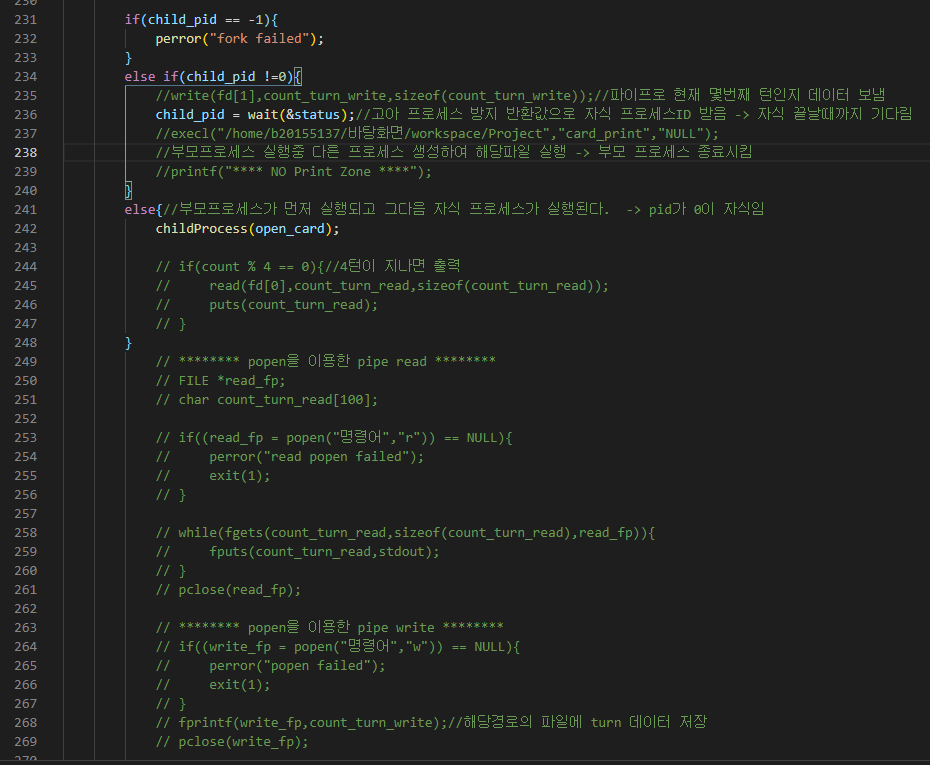 231 if(child_pid == -1){
232 perror("fork failed");
233 }
234 else if(child_pid !=0){
235 //write(fd[1],count_turn_write,sizeof(count_turn_write));//파이프로 현재 몇번째 턴인지 데이터 보냄
236 child_pid = wait(&status);//고아 프로세스 방지 반환값으로 자식 프로세스ID 받음 -> 자식 끝날때까지 기다림
237 //execl("/home/b20155137/바탕화면/workspace/Project","card_print","NULL");
238 //부모프로세스 실행중 다른 프로세스 생성하여 해당파일 실행 -> 부모 프로세스 종료시킴
239 //printf("**** NO Print Zone ****");
240 }
241 else{//부모프로세스가 먼저 실행되고 그다음 자식 프로세스가 실행된다.  -> pid가 0이 자식임
242 childProcess(open_card);
243
244 // if(count % 4 == 0){//4턴이 지나면 출력
245 //     read(fd[0],count_turn_read,sizeof(count_turn_read));
246 //     puts(count_turn_read);
247 // }
248 }
249 // ******** popen을 이용한 pipe read ********
250 // FILE *read_fp;
251 // char count_turn_read[100];
252
253 // if((read_fp = popen("명령어","r")) == NULL){
254 //     perror("read popen failed");
255 //     exit(1);
256 // }
257
258 // while(fgets(count_turn_read,sizeof(count_turn_read),read_fp)){
259 //     fputs(count_turn_read,stdout);
260 // }
261 // pclose(read_fp);
262
263 // ******** popen을 이용한 pipe write ********
264 // if((write_fp = popen("명령어","w")) == NULL){
265 //     perror("popen failed");
266 //     exit(1);
267 // }
268 // fprintf(write_fp,count_turn_write);//해당경로의 파일에 turn 데이터 저장
269 // pclose(write_fp);